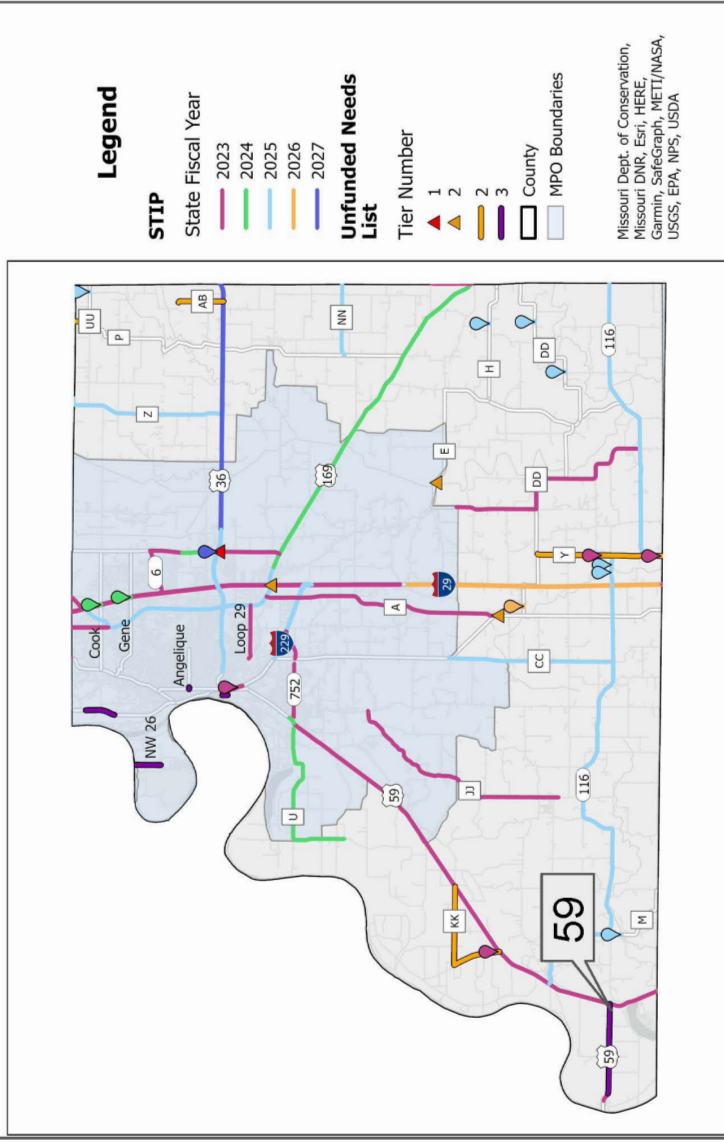 Legend
STIP
State Fiscal Year
2023
2024
2025
2026
2027
Unfunded Needs
List
Tier Number
1
2
2
3
County
MPO Boundaries
Missouri Dept. of Conservation,
Missouri DNR, Esri, HERE,
Garmin, SafeGraph, METI/NASA,
USGS, EPA, NPS, USDA
UU
P
AB
Z
36
NN
169
H
DD
116
E
DD
6
Y
Cook
Gene
29
A
Angelique
Loop 29
229
CC
NW 26
752
U
59
JJ
116
KK
59
M
59